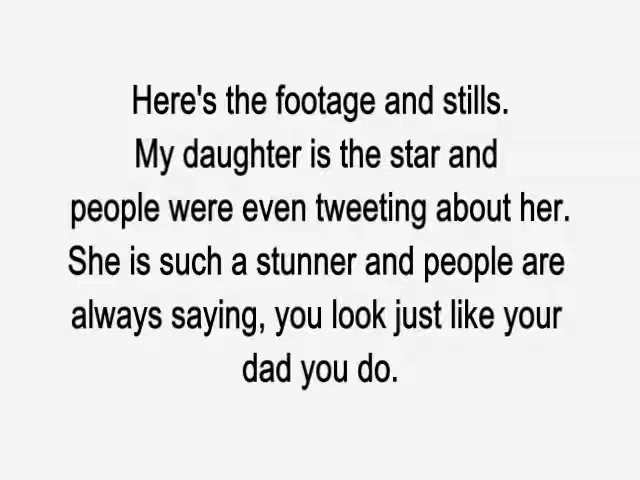 Here's the footage and stills.
My daughter is the star and
people were even tweeting about her.
She is such a stunner and people are
always saying, you look just like your
dad you do.